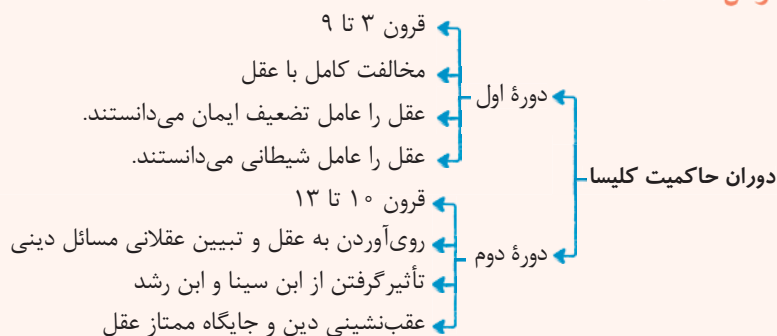 دوران حاکمیت کلیسا
دورهٔ اول
قرون ۳ تا ۹
مخالفت کامل با عقل
عقل را عامل تضعیف ایمان می‌دانستند.
عقل را عامل شیطانی می‌دانستند.
دورهٔ دوم
قرون ۱۰ تا ۱۳
روی‌آوردن به عقل و تبیین عقلانی مسائل دینی
تأثیرگرفتن از ابن سینا و ابن رشد
عقب‌نشینی دین و جایگاه ممتاز عقل